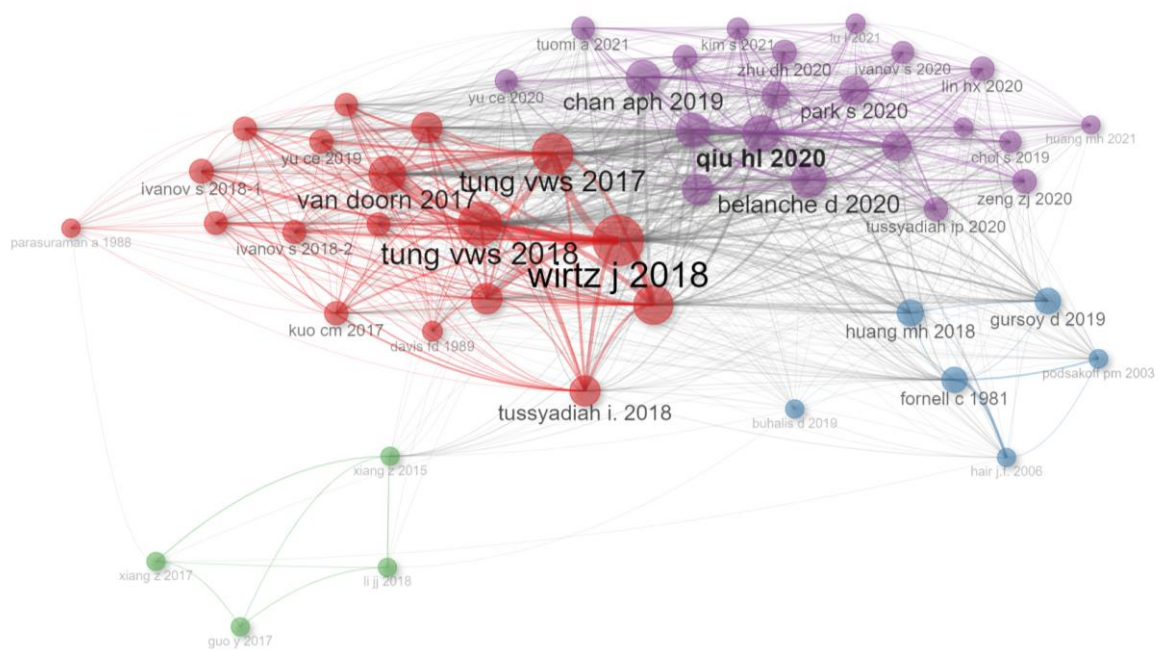 tuomi a 2021
kim s 2021
lu l 2021
zhu dh 2020
ivanov s 2020
lin hx 2020
yu ce 2020
chan aph 2019
park s 2020
huang mh 2021
yu ce 2019
qiu hl 2020
choi s 2019
ivanov s 2018-1
tung vws 2017
van doorn 2017
belanche d 2020
zeng zj 2020
tussyadiah ip 2020
parasuraman a 1988
ivanov s 2018-2
tung vws 2018
wirtz j 2018
kuo cm 2017
davis fd 1989
huang mh 2018
gursoy d 2019
podsakoff pm 2003
fornell c 1981
tussyadiah i. 2018
buhalis d 2019
xiang z 2015
hair j.f. 2006
xiang z 2017
li jj 2018
guo y 2017